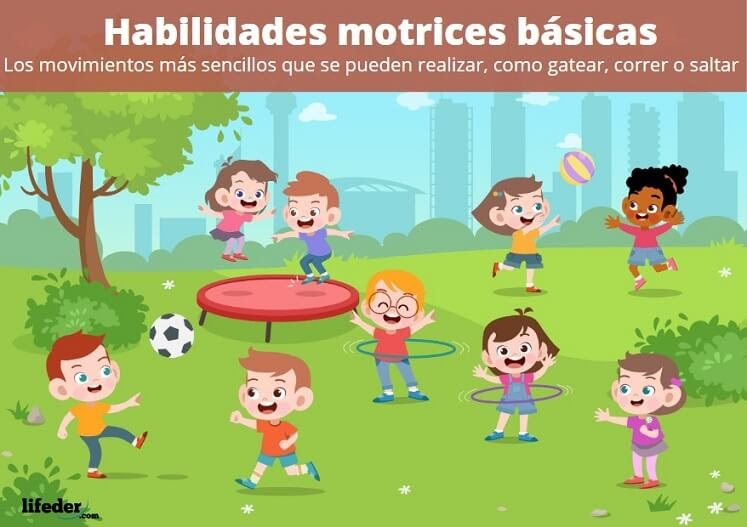 Habilidades motrices básicas
Los movimientos más sencillos que se pueden realizar, como gatear, correr o saltar
lifeder
.com